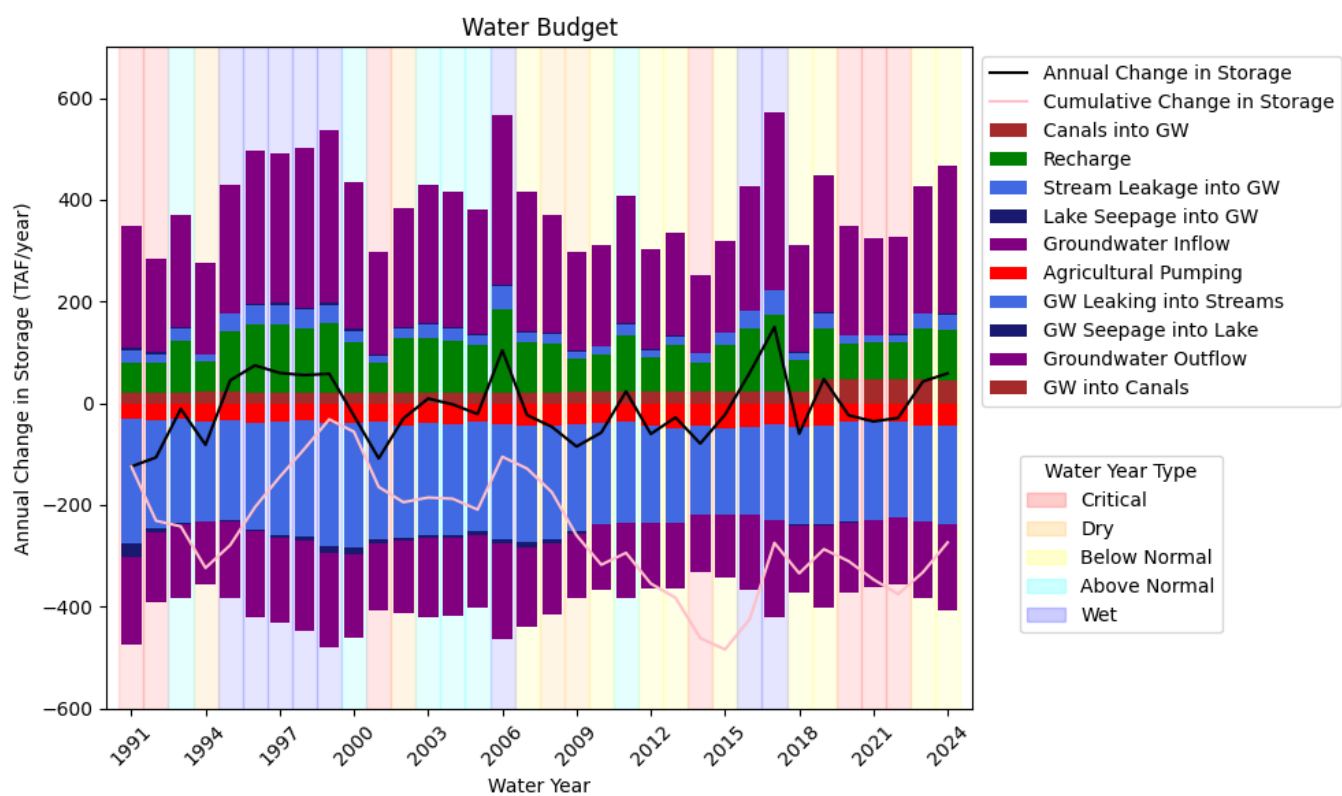 Water Budget
Annual Change in Storage (TAF/year)
600
400
200
0
−200
−400
−600
1991
1994
1997
2000
2003
2006
2009
2012
2015
2018
2021
2024
Water Year
Annual Change in Storage
Cumulative Change in Storage
Canals into GW
Recharge
Stream Leakage into GW
Lake Seepage into GW
Groundwater Inflow
Agricultural Pumping
GW Leaking into Streams
GW Seepage into Lake
Groundwater Outflow
GW into Canals
Water Year Type
Critical
Dry
Below Normal
Above Normal
Wet